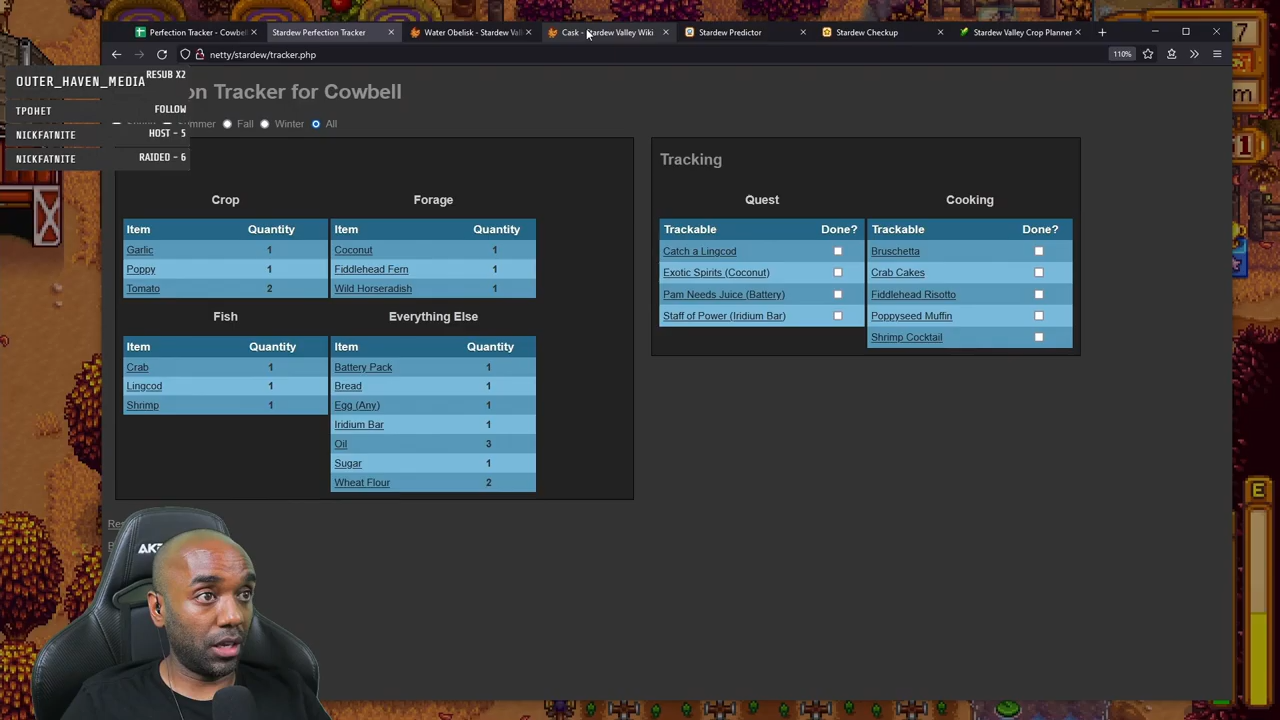 Perfection Tracker - Cowbell
Stardew Perfection Tracker
Water Obelisk - Stardew Vall
Cask - Stardew Valley Wiki
Stardew Predictor
Stardew Checkup
Stardew Valley Crop Planner
netty/stardew/tracker.php
110%
OUTER_HAVEN_MEDIA
RESUB X2
TPOHET
FOLLOW
NICKFATNITE
HOST - 5
NICKFATNITE
RAIDED - 6
on Tracker for Cowbell
Fall
Winter
All
Crop
Item Quantity
Garlic 1
Poppy 1
Tomato 2
Forage
Item Quantity
Coconut 1
Fiddlehead Fern 1
Wild Horseradish 1
Fish
Item Quantity
Crab 1
Lingcod 1
Shrimp 1
Everything Else
Item Quantity
Battery Pack 1
Bread 1
Egg (Any) 1
Iridium Bar 1
Oil 3
Sugar 1
Wheat Flour 2
Tracking
Quest
Trackable Done?
Catch a Lingcod
Exotic Spirits (Coconut)
Pam Needs Juice (Battery)
Staff of Power (Iridium Bar)
Cooking
Trackable Done?
Bruschetta
Crab Cakes
Fiddlehead Risotto
Poppyseed Muffin
Shrimp Cocktail
E